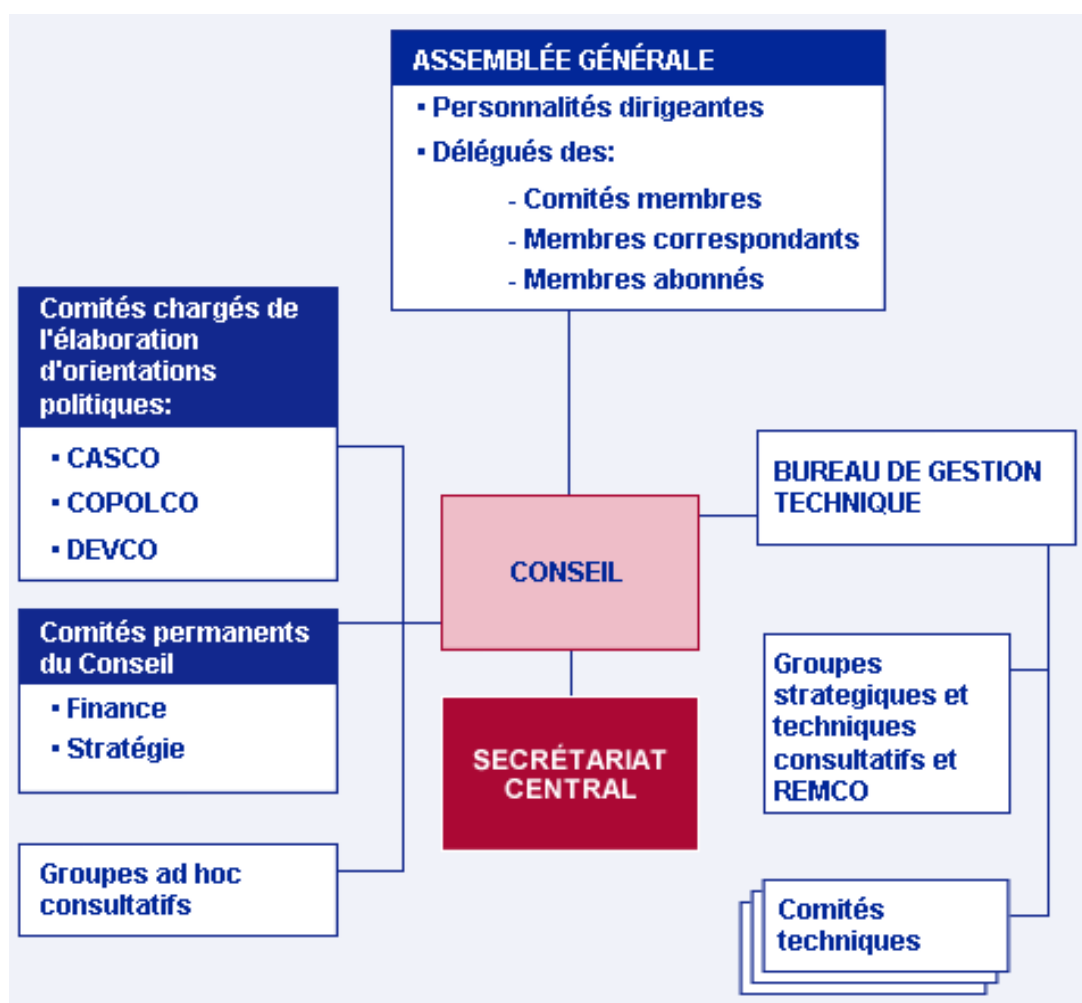 ASSEMBLÉE GÉNÉRALE
▪ Personnalités dirigeantes
▪ Délégués des:
- Comités membres
- Membres correspondants
- Membres abonnés
Comités chargés de
l'élaboration
d'orientations
politiques:
▪ CASCO
▪ COPOLCO
▪ DEVCO
BUREAU DE GESTION
TECHNIQUE
CONSEIL
Comités permanents
du Conseil
▪ Finance
▪ Stratégie
Groupes
strategiques et
techniques
consultatifs et
REMCO
SECRÉTARIAT
CENTRAL
Groupes ad hoc
consultatifs
Comités
techniques